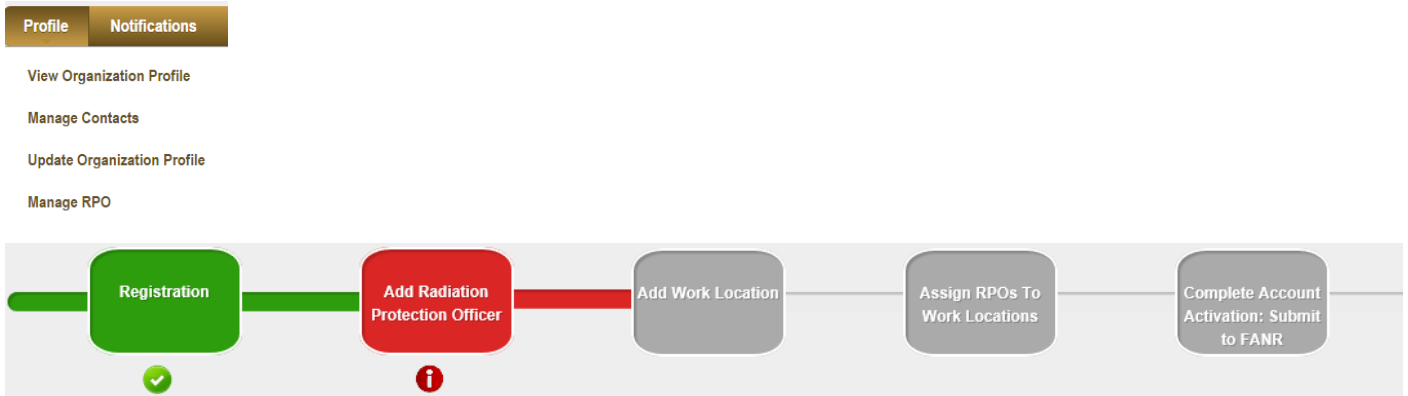 Profile Notifications
View Organization Profile
Manage Contacts
Update Organization Profile
Manage RPO
Registration
Add Radiation
Protection Officer
Add Work Location
Assign RPOs To
Work Locations
Complete Account
Activation: Submit
to FANR